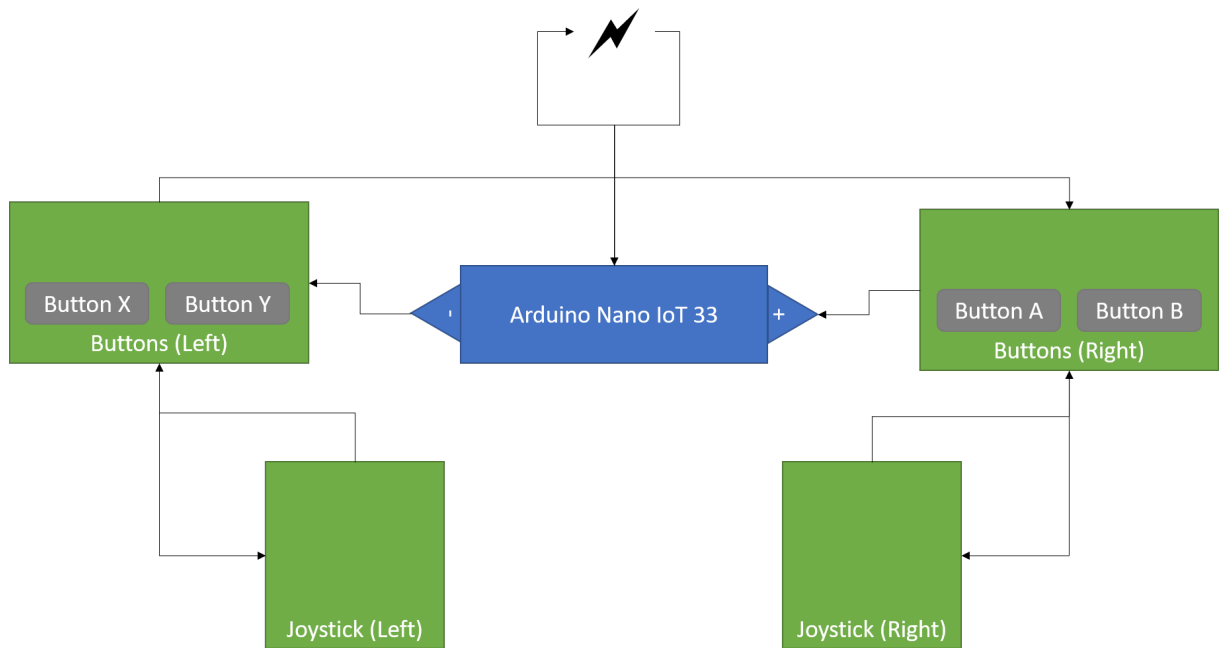 Button X
Button Y
Buttons (Left)
-
Arduino Nano IoT 33
+
Button A
Button B
Buttons (Right)
Joystick (Left)
Joystick (Right)